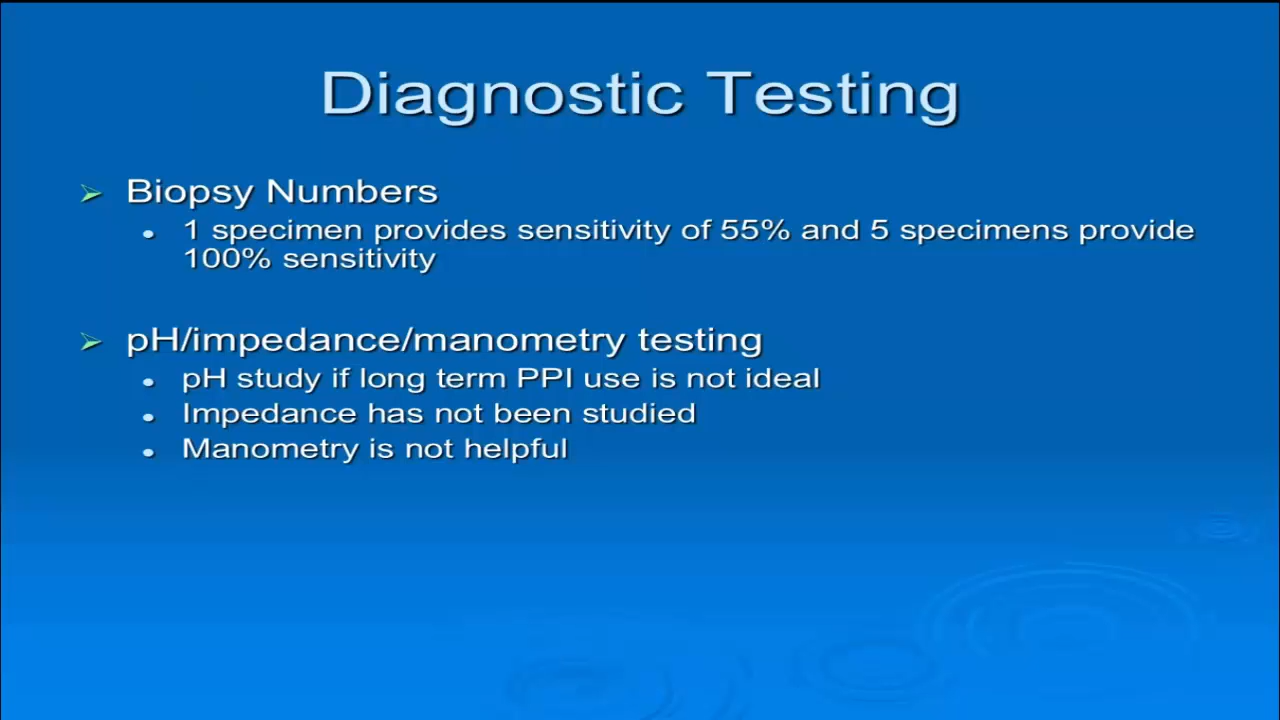 Diagnostic Testing
Biopsy Numbers
1 specimen provides sensitivity of 55% and 5 specimens provide
100% sensitivity
pH/impedance/manometry testing
pH study if long term PPI use is not ideal
Impedance has not been studied
Manometry is not helpful